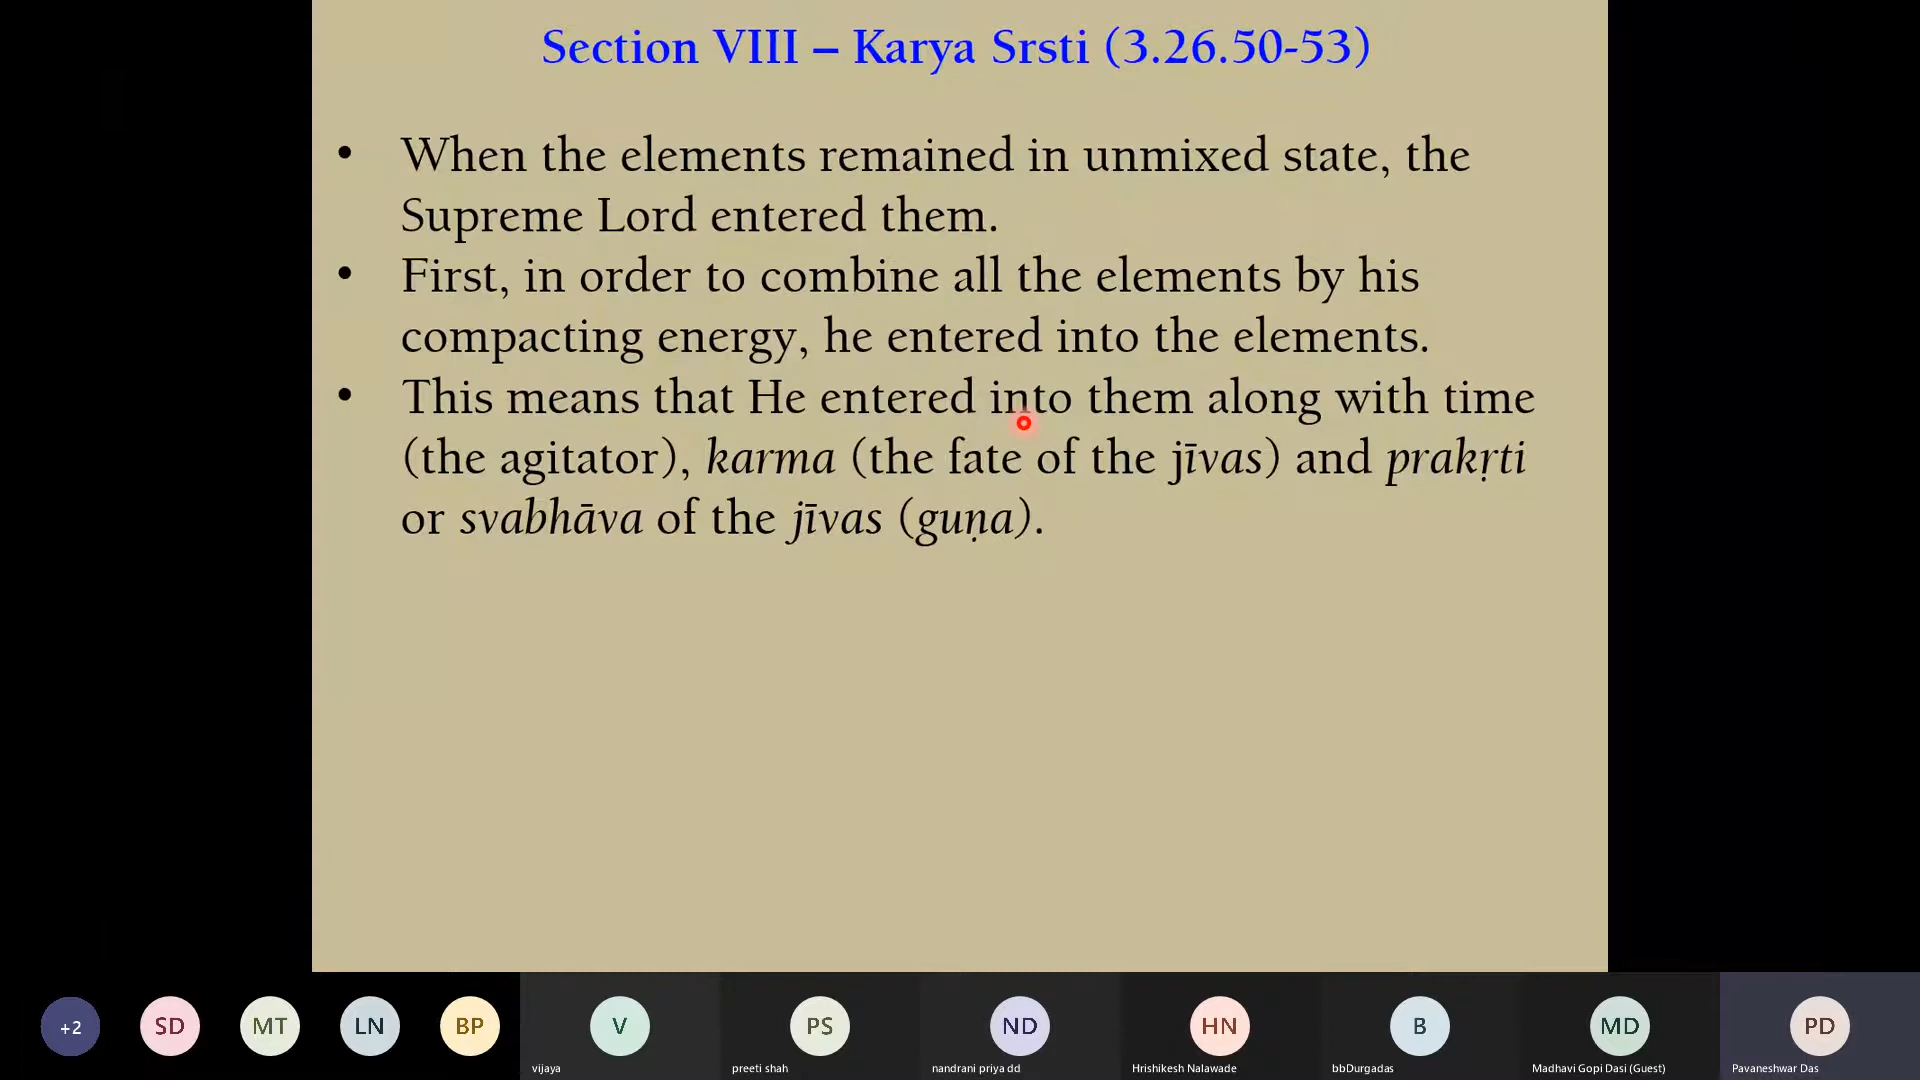 Section VIII – Karya Srsti (3.26.50-53)
• When the elements remained in unmixed state, the
Supreme Lord entered them.
• First, in order to combine all the elements by his
compacting energy, he entered into the elements.
• This means that He entered into them along with time
(the agitator), karma (the fate of the jīvas) and prakṛti
or svabhāva of the jīvas (guṇa).
+2 SD MT LN BP V PS ND HN B MD PD
vijaya preeti shah nandrani priya dd Hrishikesh Nalawade bbDurgadas Madhavi Gopi Dasi (Guest) Pavaneshwar Das